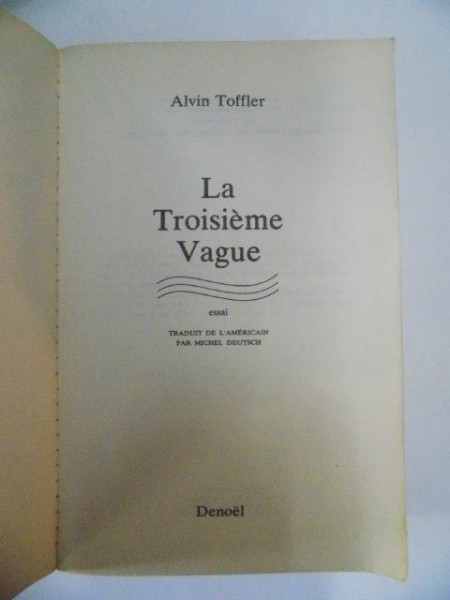 Alvin Toffler
La
Troisième
Vague
essai
TRADUIT DE L'AMÉRICAIN
PAR MICHEL DEUTSCH
Denoël